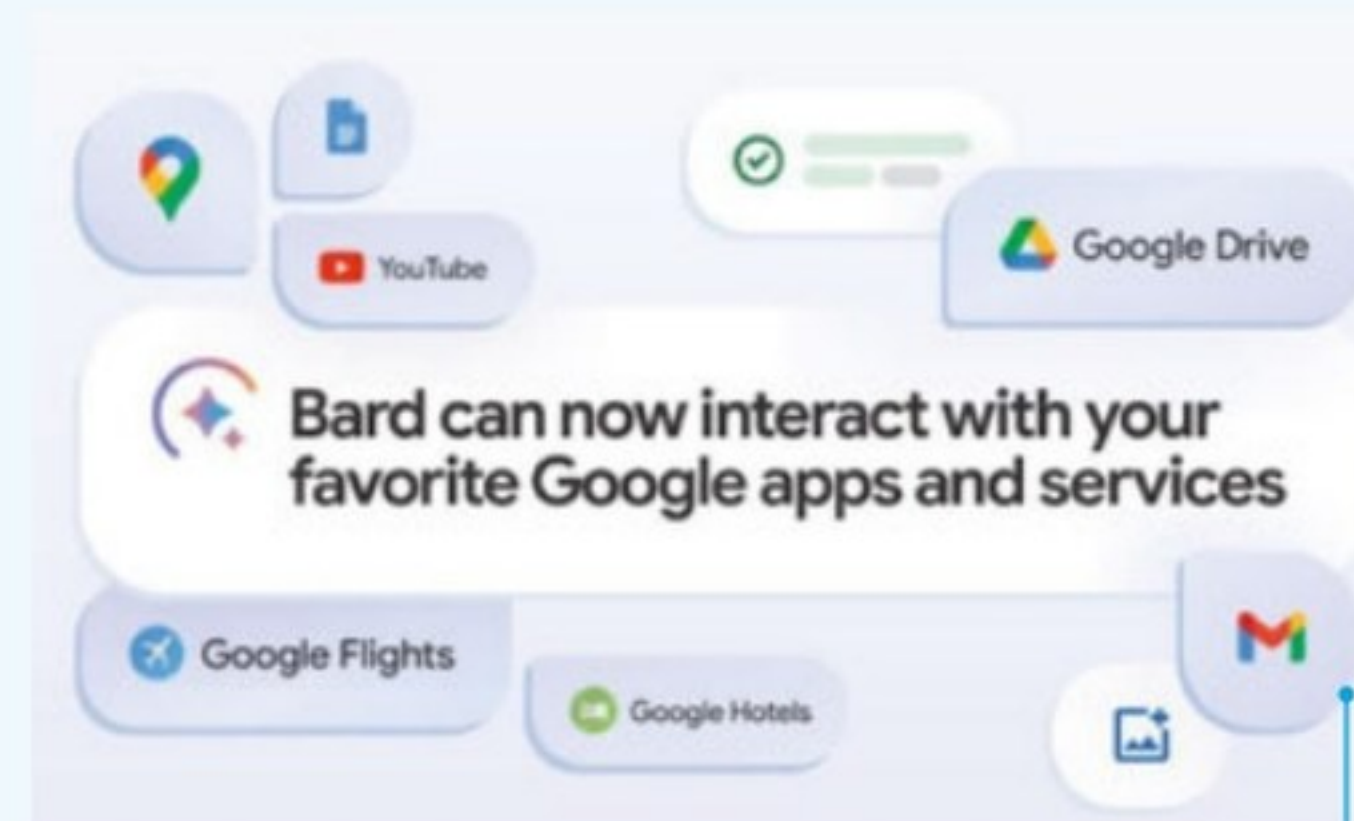 YouTube
Google Drive
Bard can now interact with your
favorite Google apps and services
Google Flights
Google Hotels